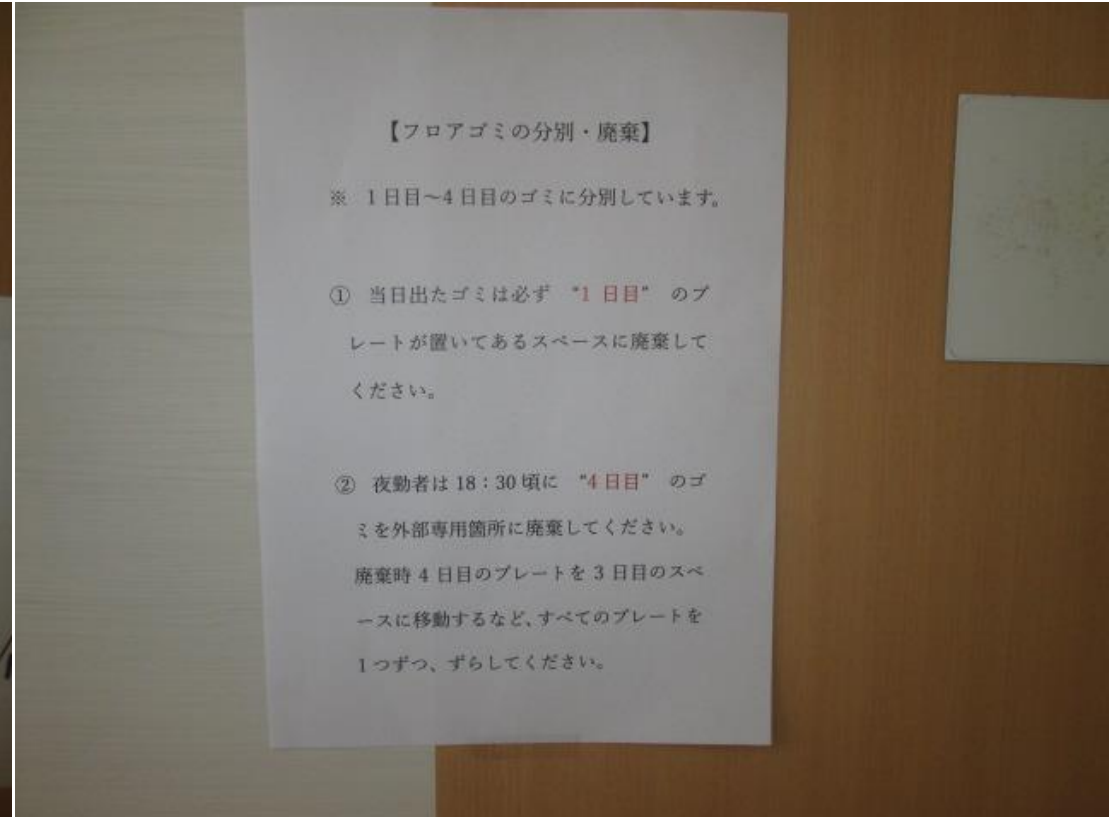 【フロアゴミの分別・廃棄】
※ 1日目~4日目のゴミに分別しています。
① 当日出たゴミは必ず “1 日目” のプ
レートが置いてあるスペースに廃棄して
ください。
② 夜勤者は 18:30 頃に “4 日目” のゴ
ミを外部専用箇所に廃棄してください。
廃棄時 4 日目のプレートを 3 日目のスペ
ースに移動するなど、すべてのプレートを
1つずつ、ずらしてください。